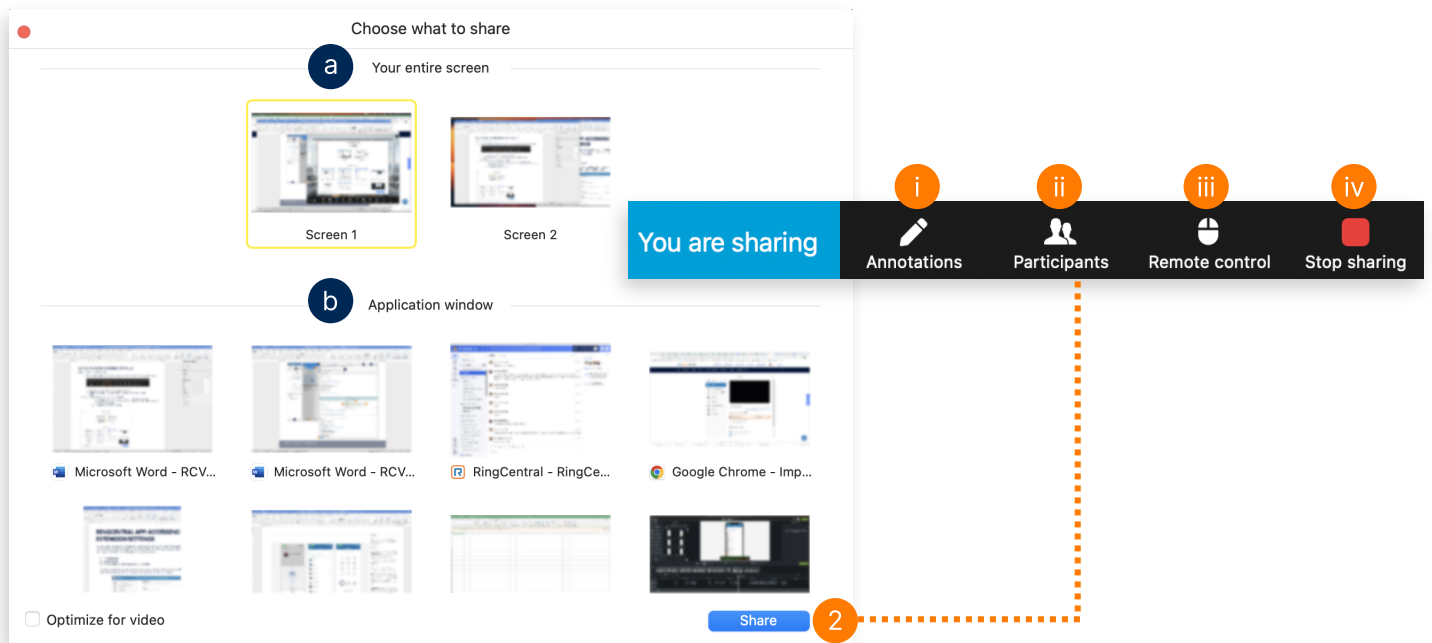 Choose what to share
a
Your entire screen
Screen 1
Screen 2
i
ii
iii
iv
You are sharing
Annotations
Participants
Remote control
Stop sharing
b
Application window
Microsoft Word - RCV...
Microsoft Word - RCV...
RingCentral - RingCe...
Google Chrome - Imp...
Optimize for video
Share
2